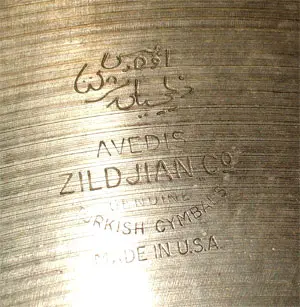 AVEDIS
ZILDJIAN CO.
GENUINE
TURKISH CYMBALS
MADE IN U.S.A.